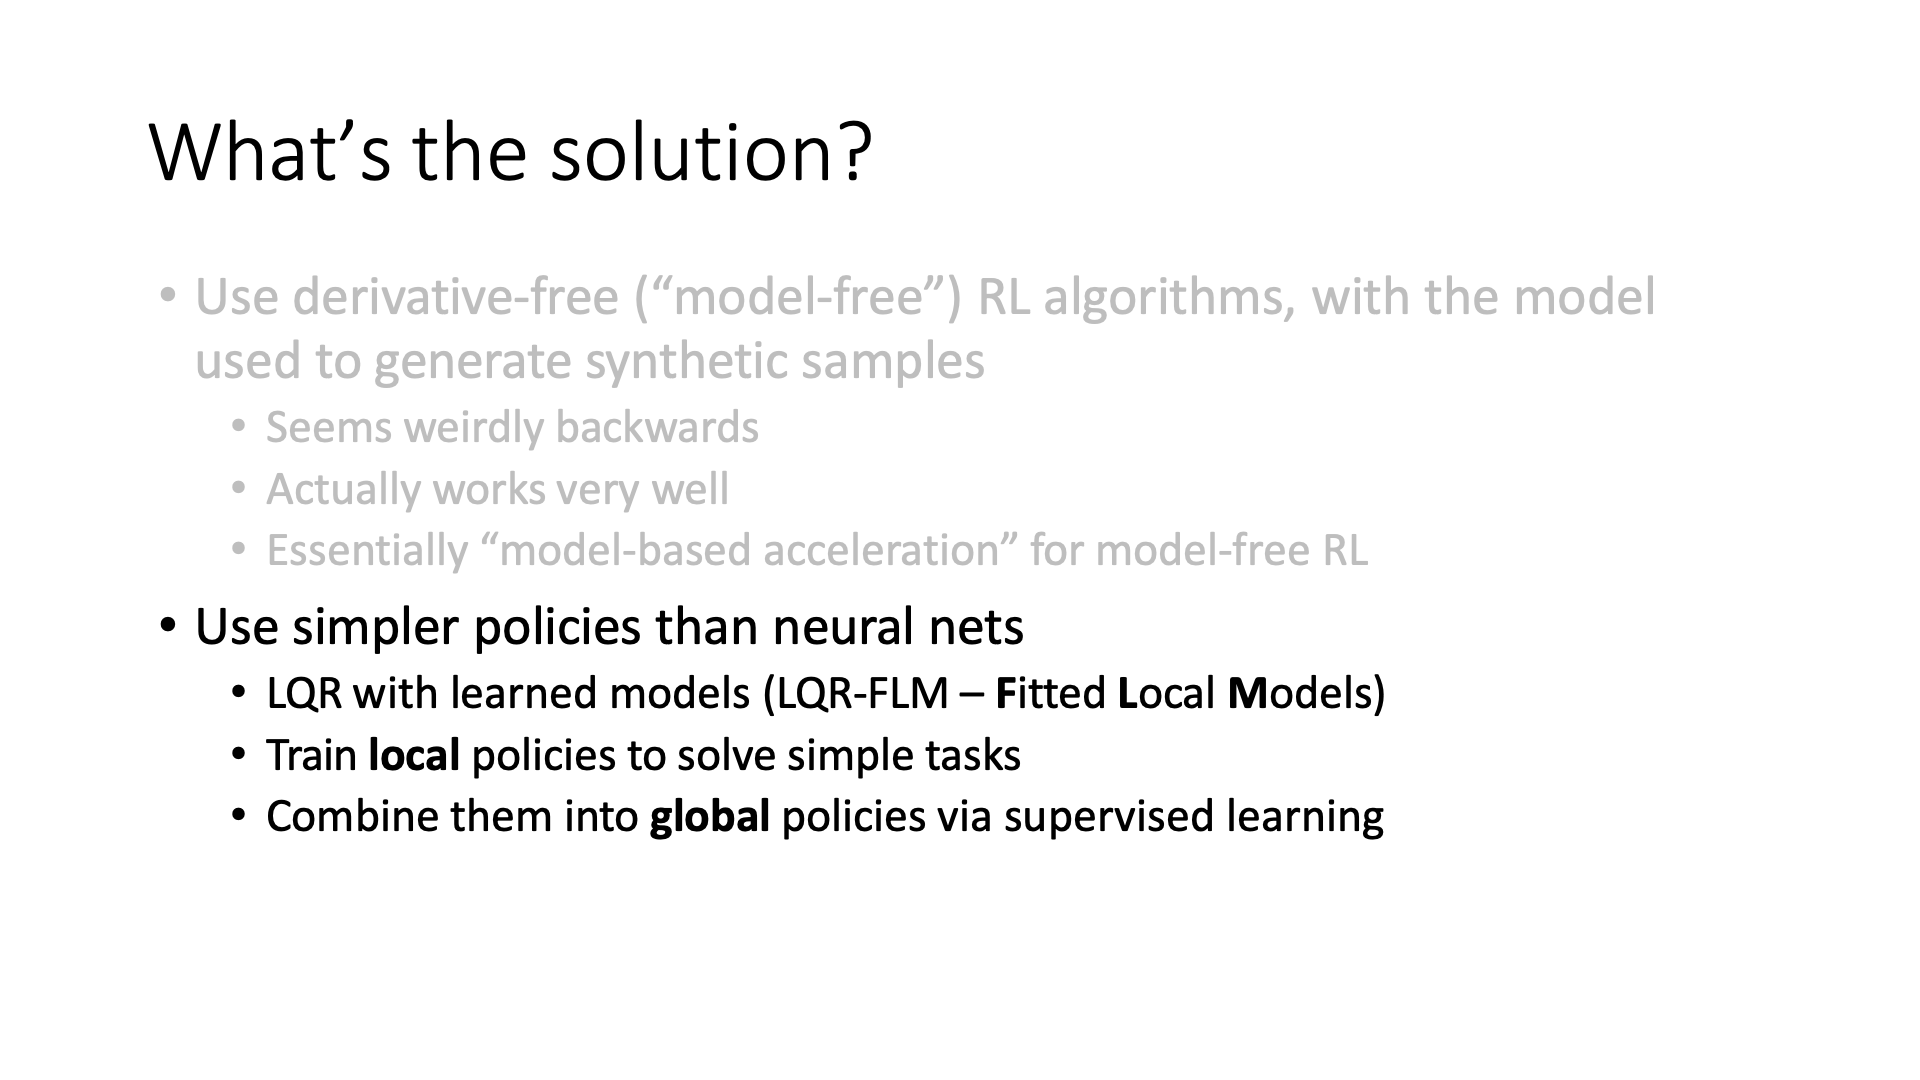 What’s the solution?
• Use derivative-free (“model-free”) RL algorithms, with the model
used to generate synthetic samples
• Seems weirdly backwards
• Actually works very well
• Essentially “model-based acceleration” for model-free RL
• Use simpler policies than neural nets
• LQR with learned models (LQR-FLM – Fitted Local Models)
• Train local policies to solve simple tasks
• Combine them into global policies via supervised learning